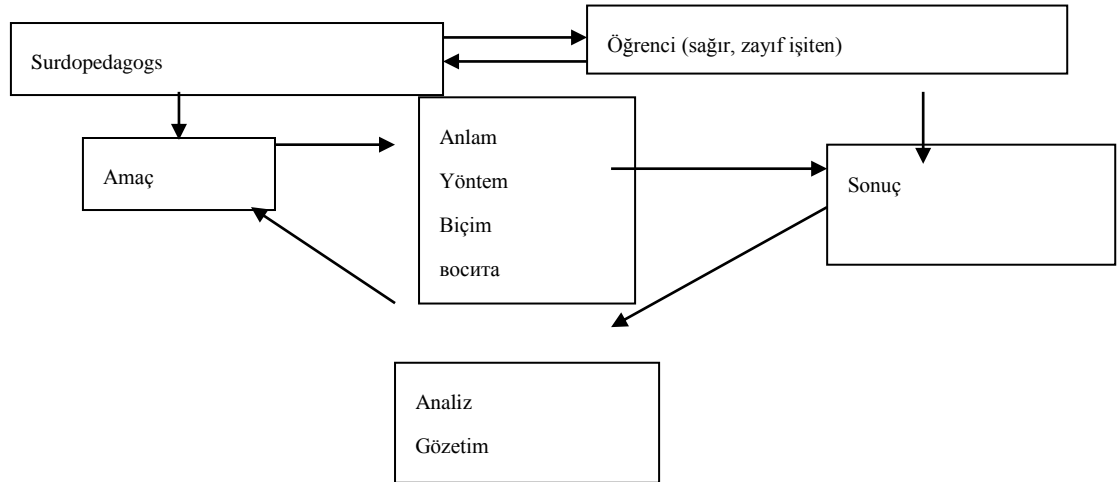 Surdopedagogs
Öğrenci (sağır, zayıf işiten)
Amaç
Anlam
Yöntem
Biçim
восита
Sonuç
Analiz
Gözetim